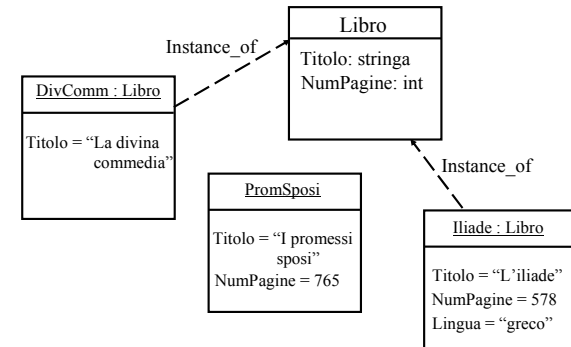 Libro
Titolo: stringa
NumPagine: int
Instance_of
DivComm : Libro
Titolo = “La divina
commedia”
PromSposi
Titolo = “I promessi
sposi”
NumPagine = 765
Instance_of
Iliade : Libro
Titolo = “L’iliade”
NumPagine = 578
Lingua = “greco”